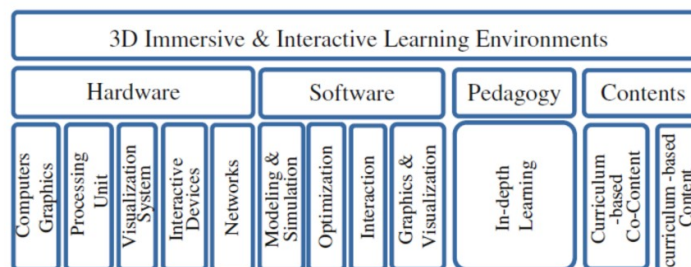 3D Immersive & Interactive Learning Environments
Hardware
Software
Pedagogy
Contents
Computers
Graphics
Processing
Unit
Visualization
System
Interactive
Devices
Networks
Modeling &
Simulation
Optimization
Interaction
Graphics &
Visualization
In-depth
Learning
Curriculum
-based
Co-Content
curriculum -based
Content